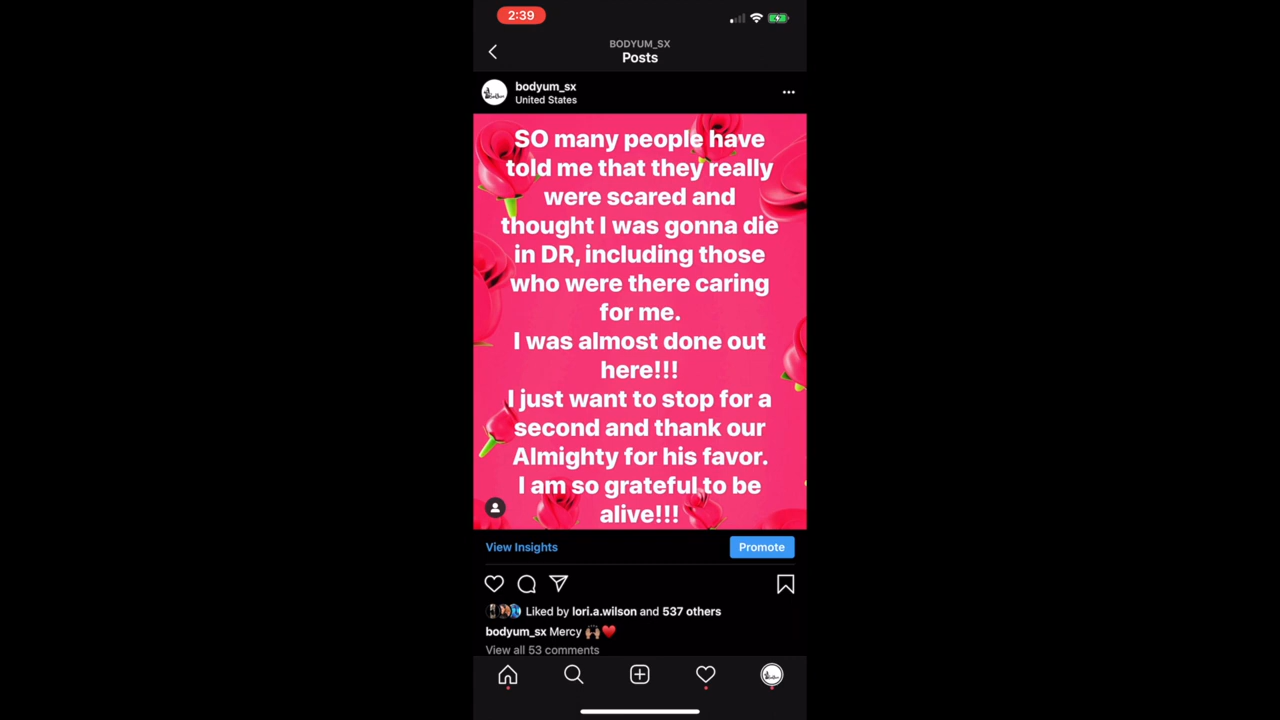 2:39
BODYUM_SX
Posts
bodyum_sx
United States
SO many people have
told me that they really
were scared and
thought I was gonna die
in DR, including those
who were there caring
for me.
I was almost done out
here!!!
I just want to stop for a
second and thank our
Almighty for his favor.
I am so grateful to be
alive!!!
View Insights
Promote
Liked by lori.a.wilson and 537 others
bodyum_sx Mercy 🙌🏽❤️
View all 53 comments